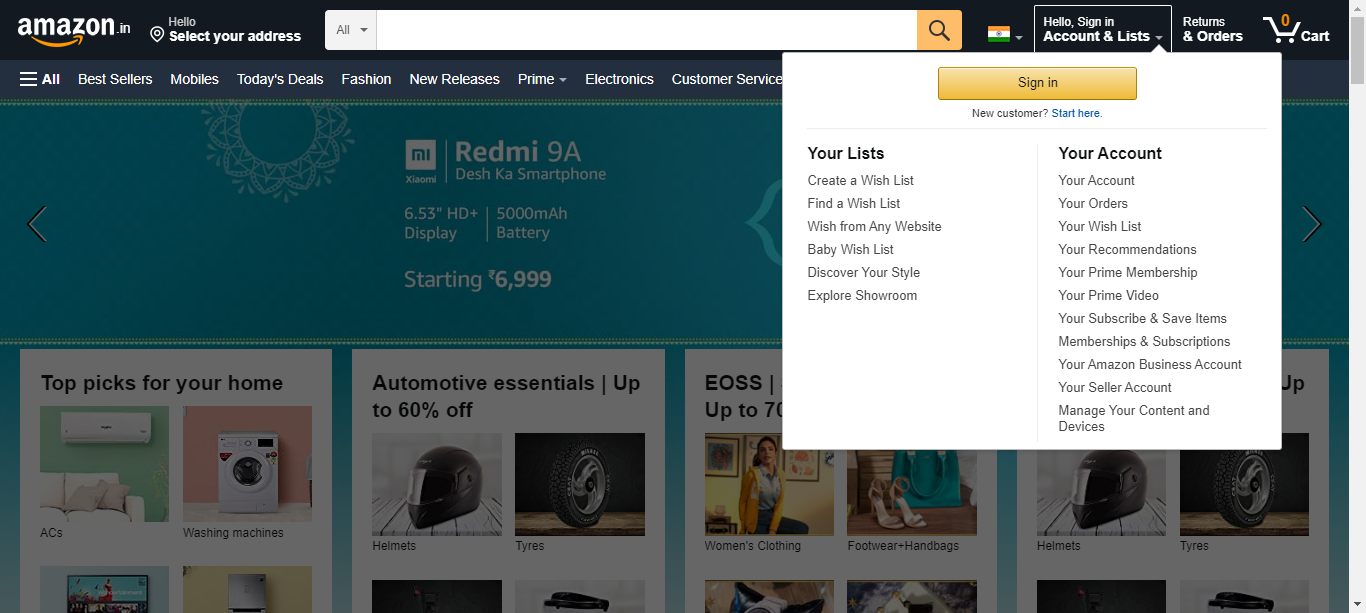 amazon.in
Hello
Select your address
All
Hello, Sign in
Account & Lists
Returns
& Orders
0
Cart
All
Best Sellers
Mobiles
Today's Deals
Fashion
New Releases
Prime
Electronics
Customer Service
Sign in
New customer? Start here.
Your Lists
Create a Wish List
Find a Wish List
Wish from Any Website
Baby Wish List
Discover Your Style
Explore Showroom
Your Account
Your Account
Your Orders
Your Wish List
Your Recommendations
Your Prime Membership
Your Prime Video
Your Subscribe & Save Items
Memberships & Subscriptions
Your Amazon Business Account
Your Seller Account
Manage Your Content and
Devices
mi
Xiaomi
Redmi 9A
Desh Ka Smartphone
6.53" HD+
Display
5000mAh
Battery
Starting ₹6,999
Top picks for your home
ACs
Washing machines
Automotive essentials | Up
to 60% off
Helmets
Tyres
EOSS |
Up to 70
Women's Clothing
Footwear+Handbags
Up
Helmets
Tyres